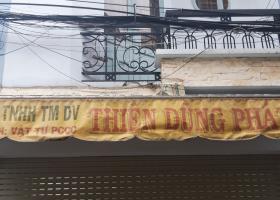 TNHH TM DV
: VẬT TƯ PCCC
THIÊN DŨNG PHÁ